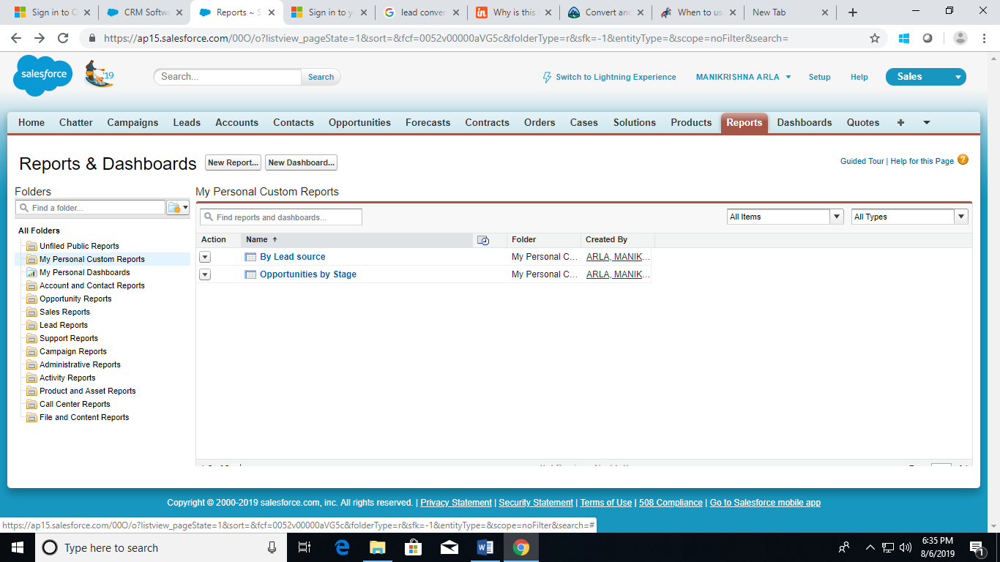 Sign in to C CRM Softwa Reports ~ S Sign in to y lead conver Why is this Convert and When to us New Tab
https://ap15.salesforce.com/00O/o?listview_pageState=1&sort=&fcf=0052v00000aVG5c&folderType=r&sfk=-1&entityType=&scope=noFilter&search=
salesforce '19 Search... Search Switch to Lightning Experience MANIKRISHNA ARLA Setup Help Sales
Home Chatter Campaigns Leads Accounts Contacts Opportunities Forecasts Contracts Orders Cases Solutions Products Reports Dashboards Quotes +
Reports & Dashboards New Report... New Dashboard... Guided Tour | Help for this Page ?
Folders
Find a folder...
All Folders
Unfiled Public Reports
My Personal Custom Reports
My Personal Dashboards
Account and Contact Reports
Opportunity Reports
Sales Reports
Lead Reports
Support Reports
Campaign Reports
Administrative Reports
Activity Reports
Product and Asset Reports
Call Center Reports
File and Content Reports
My Personal Custom Reports
Find reports and dashboards... All Items All Types
Action Name ↑ Folder Created By
By Lead source My Personal C... ARLA, MANIK...
Opportunities by Stage My Personal C... ARLA, MANIK...
Copyright © 2000-2019 salesforce.com, inc. All rights reserved. | Privacy Statement | Security Statement | Terms of Use | 508 Compliance | Go to Salesforce mobile app
https://ap15.salesforce.com/00O/o?listview_pageState=1&sort=&fcf=0052v00000aVG5c&folderType=r&sfk=-1&entityType=&scope=noFilter&search=#
Type here to search
6:35 PM
8/6/2019
1